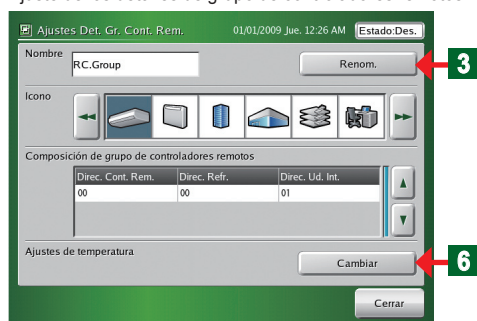 Ajustes Det. Gr. Cont. Rem. 01/01/2009 Jue. 12:26 AM Estado:Des.
Nombre
RC.Group
Renom.
3
Icono
Composición de grupo de controladores remotos
Direc. Cont. Rem. Direc. Refr. Direc. Ud. Int.
00 00 01
Ajustes de temperatura
Cambiar
6
Cerrar